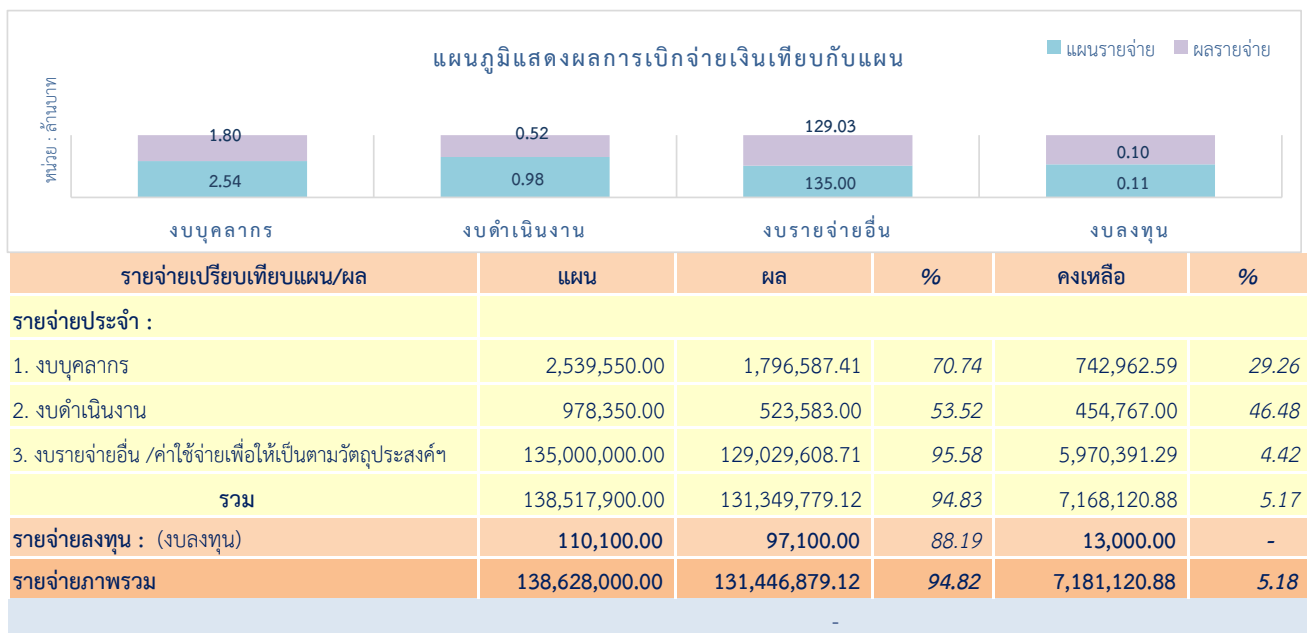 แผนภูมิแสดงผลการเบิกจ่ายเงินเทียบกับแผน
แผนรายจ่าย ผลรายจ่าย
หน่วย : ล้านบาท
1.80 0.52 129.03 0.10
2.54 0.98 135.00 0.11
งบบุคลากร งบดำเนินงาน งบรายจ่ายอื่น งบลงทุน
รายจ่ายเปรียบเทียบแผน/ผล แผน ผล % คงเหลือ %
รายจ่ายประจำ :
1. งบบุคลากร 2,539,550.00 1,796,587.41 70.74 742,962.59 29.26
2. งบดำเนินงาน 978,350.00 523,583.00 53.52 454,767.00 46.48
3. งบรายจ่ายอื่น /ค่าใช้จ่ายเพื่อให้เป็นตามวัตถุประสงค์ฯ 135,000,000.00 129,029,608.71 95.58 5,970,391.29 4.42
รวม 138,517,900.00 131,349,779.12 94.83 7,168,120.88 5.17
รายจ่ายลงทุน : (งบลงทุน) 110,100.00 97,100.00 88.19 13,000.00 -
รายจ่ายภาพรวม 138,628,000.00 131,446,879.12 94.82 7,181,120.88 5.18
-